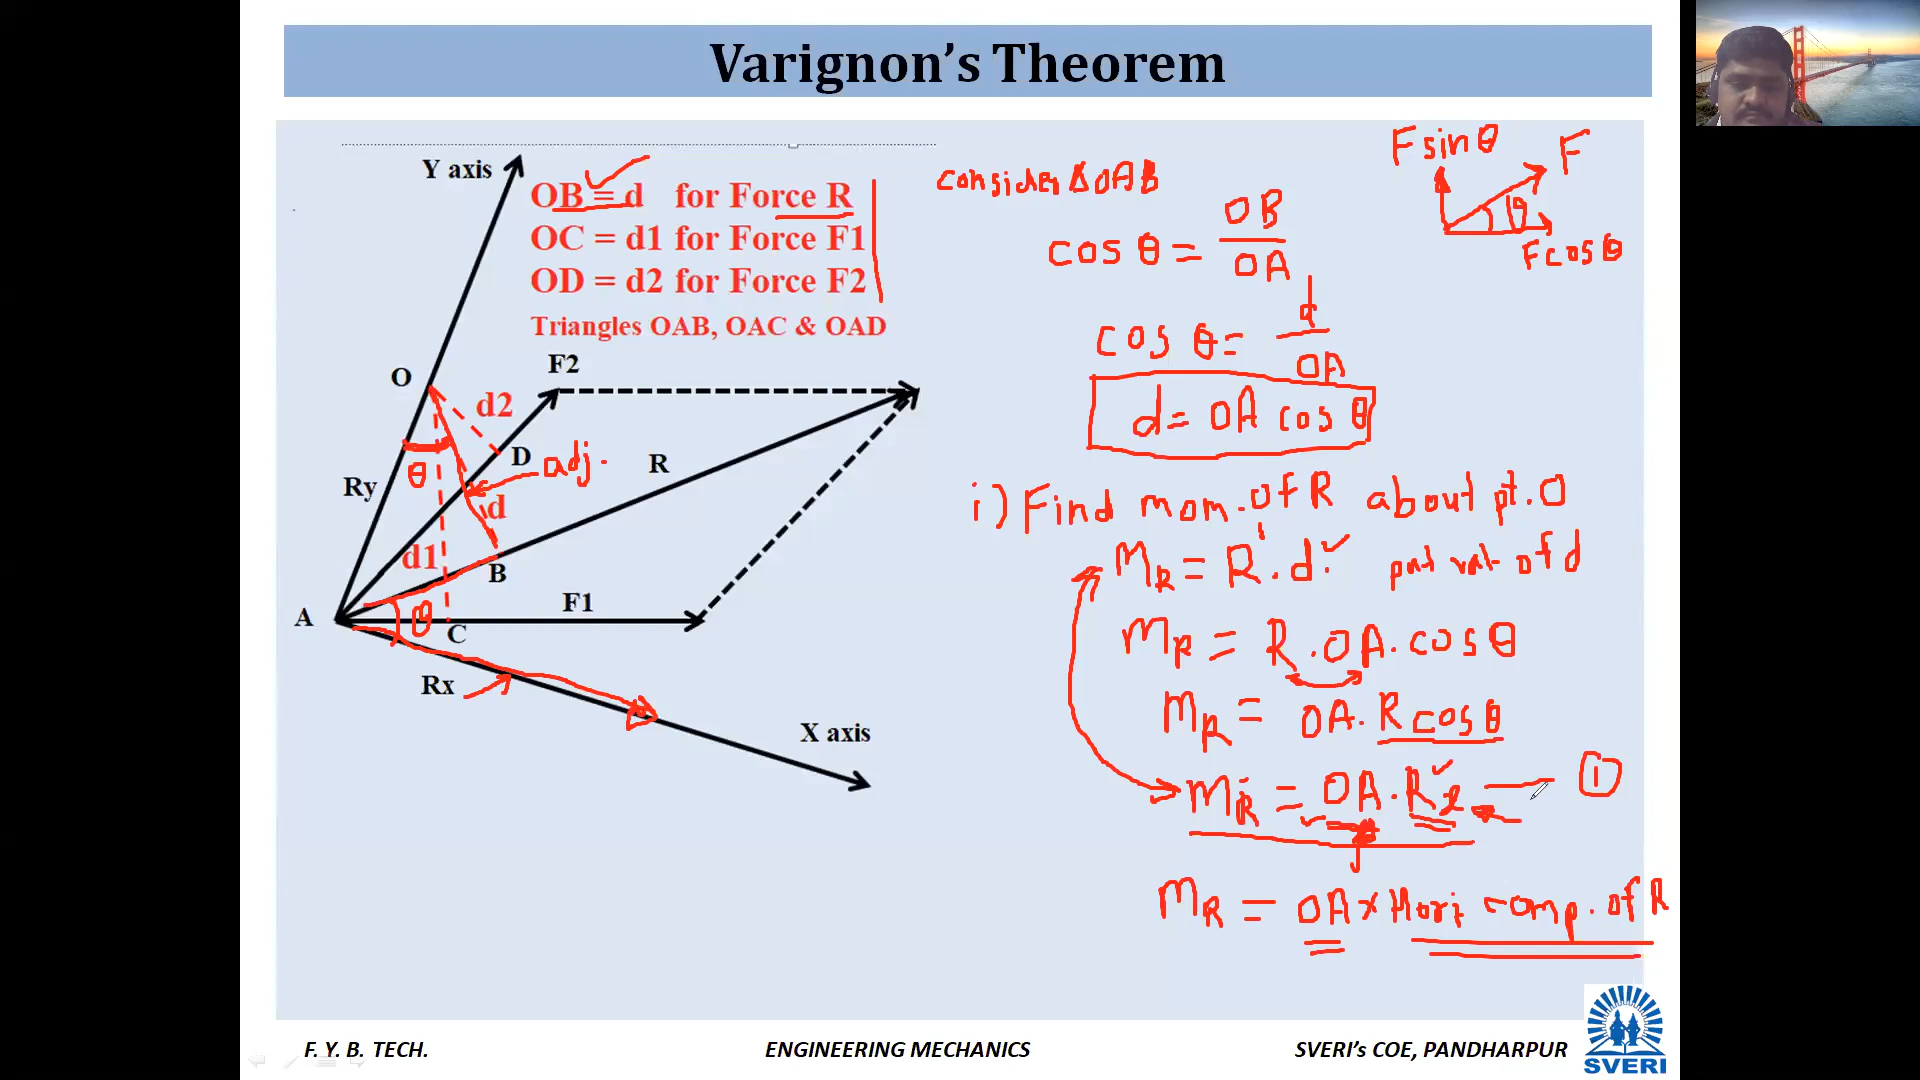 Varignon's Theorem
Y axis
OB = d for Force R
OC = d1 for Force F1
OD = d2 for Force F2
Triangles OAB, OAC & OAD
F2
O
d2
D
adj.
θ
R
Ry
d
d1
B
A
θ
C
F1
Rx
X axis
consider ΔOAB
cos θ = OB / OA
cos θ = d / OA
d = OA cos θ
F sin θ
F
θ
F cos θ
i) Find mom. of R about pt. O
MR = R . d. put val. of d
MR = R . OA . cos θ
MR = OA . R cos θ
MR = OA . Rx 1
MR = OA × Hori comp. of R
F. Y. B. TECH.
ENGINEERING MECHANICS
SVERI's COE, PANDHARPUR
SVERI